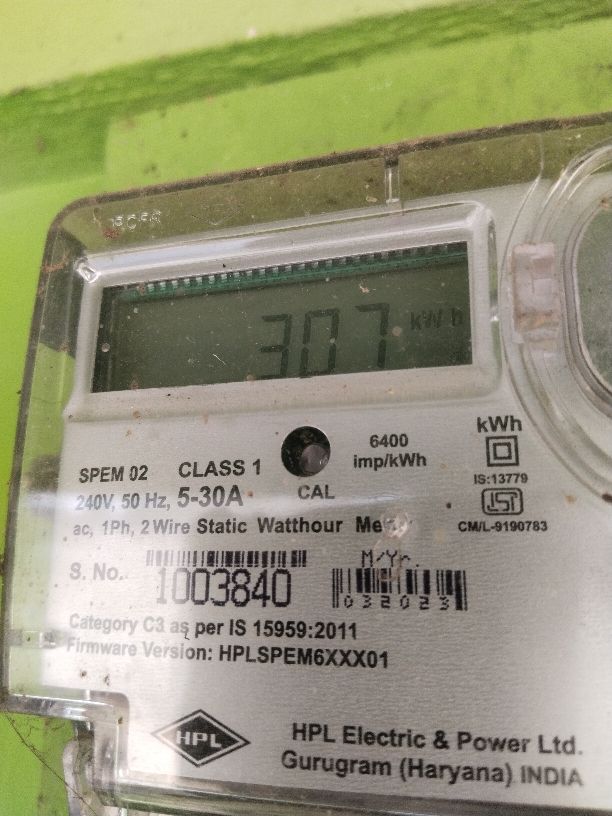 307 kWh
6400
imp/kWh
kWh
IS:13779
CM/L-9190783
SPEM 02 CLASS 1
CAL
240V, 50 Hz, 5-30A
ac, 1Ph, 2 Wire Static Watthour
S. No. 1003840
M/Yr.
032023
Category C3 as per IS 15959:2011
Firmware Version: HPLSPEM6XXX01
HPL
HPL Electric & Power Ltd.
Gurugram (Haryana) INDIA